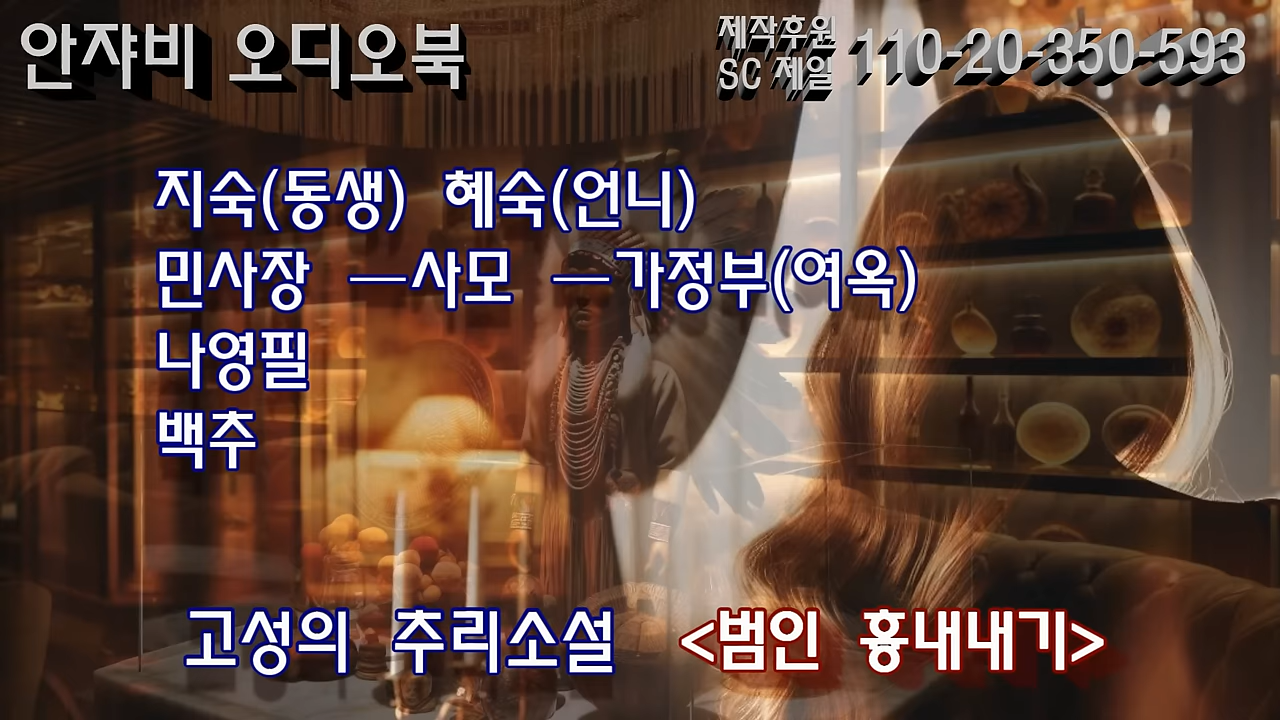 안쟈비 오디오북
제작후원
SC 제일
110-20-350-593
지숙(동생) 혜숙(언니)
민사장 —사모 —가정부(여옥)
나영필
백추
고성의 추리소설 <범인 흉내내기>